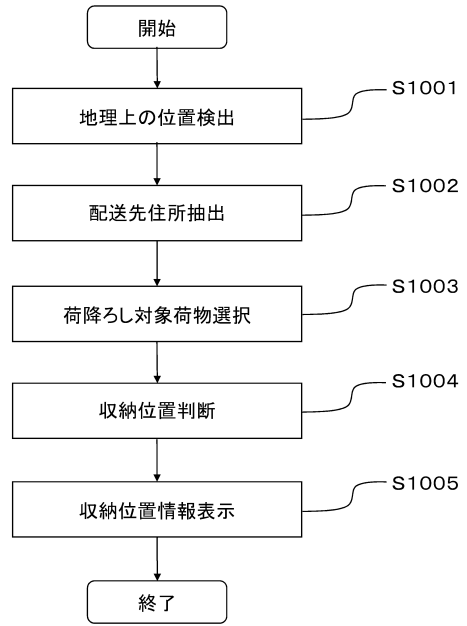 開始
地理上の位置検出
S1001
配送先住所抽出
S1002
荷降ろし対象荷物選択
S1003
収納位置判断
S1004
収納位置情報表示
S1005
終了